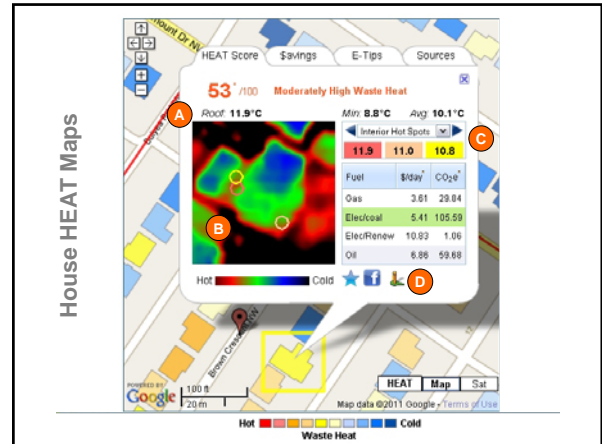 House HEAT Maps
ount Dr NW
HEAT Score
$avings
E-Tips
Sources
53* /100 Moderately High Waste Heat
A
Roof: 11.9°C
Min: 8.8°C Avg: 10.1°C
Interior Hot Spots
C
11.9 11.0 10.8
Fuel $/day* CO2e*
Gas 3.61 29.84
Elec/coal 5.41 105.59
Elec/Renew 10.83 1.06
Oil 6.86 59.68
B
Hot Cold
D
Brown Crescent NW
HEAT Map Sat
POWERED BY
Google
100 ft
20 m
Map data ©2011 Google - Terms of Use
Hot Cold
Waste Heat